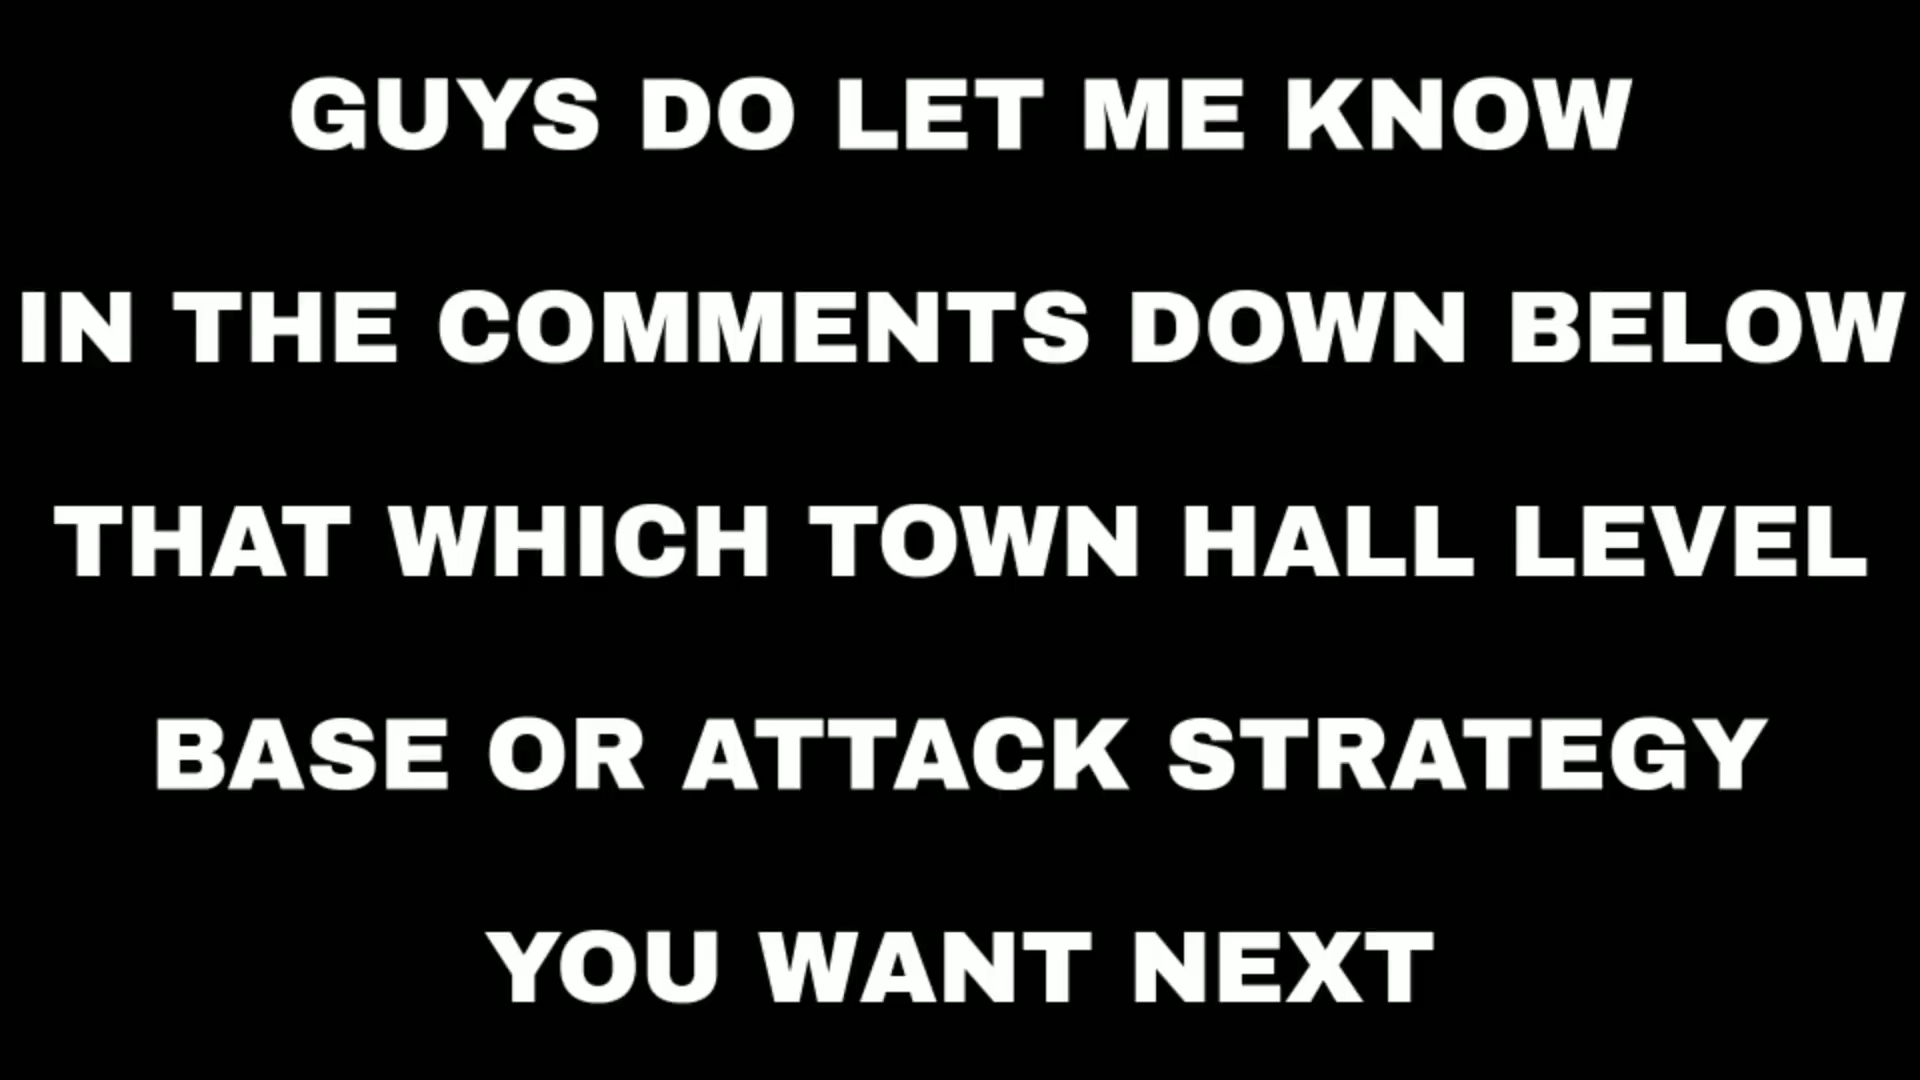 GUYS DO LET ME KNOW
IN THE COMMENTS DOWN BELOW
THAT WHICH TOWN HALL LEVEL
BASE OR ATTACK STRATEGY
YOU WANT NEXT